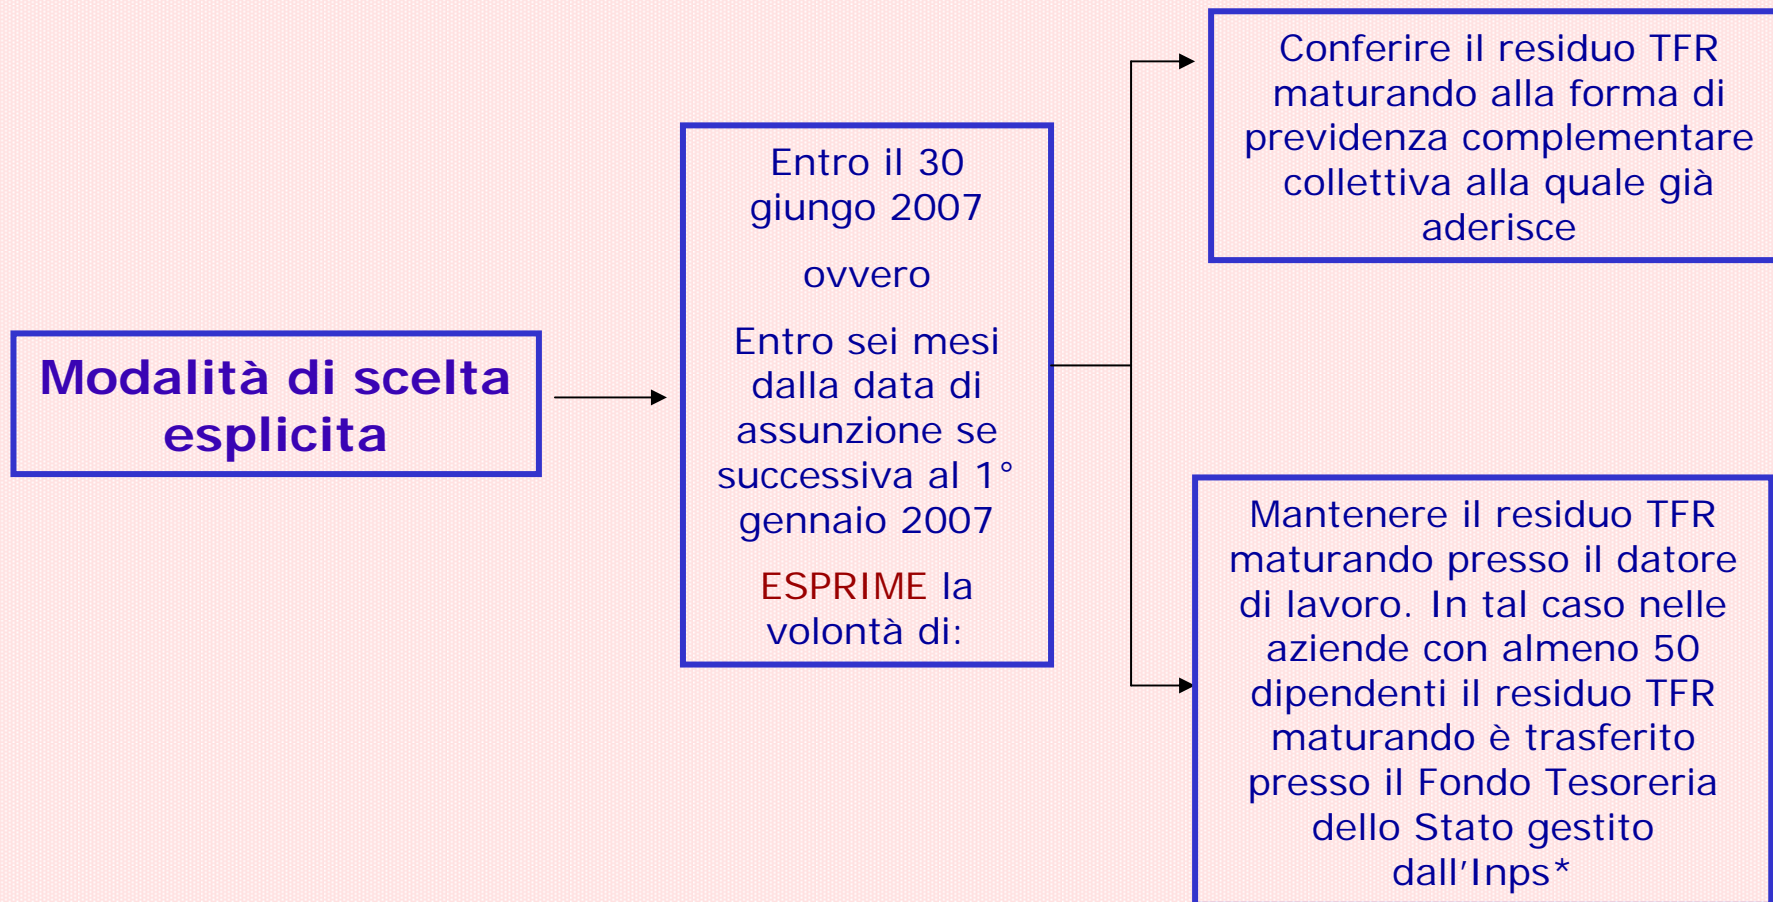 Modalità di scelta
esplicita
Entro il 30
giungo 2007
ovvero
Entro sei mesi
dalla data di
assunzione se
successiva al 1°
gennaio 2007
ESPRIME la
volontà di:
Conferire il residuo TFR
maturando alla forma di
previdenza complementare
collettiva alla quale già
aderisce
Mantenere il residuo TFR
maturando presso il datore
di lavoro. In tal caso nelle
aziende con almeno 50
dipendenti il residuo TFR
maturando è trasferito
presso il Fondo Tesoreria
dello Stato gestito
dall'Inps*